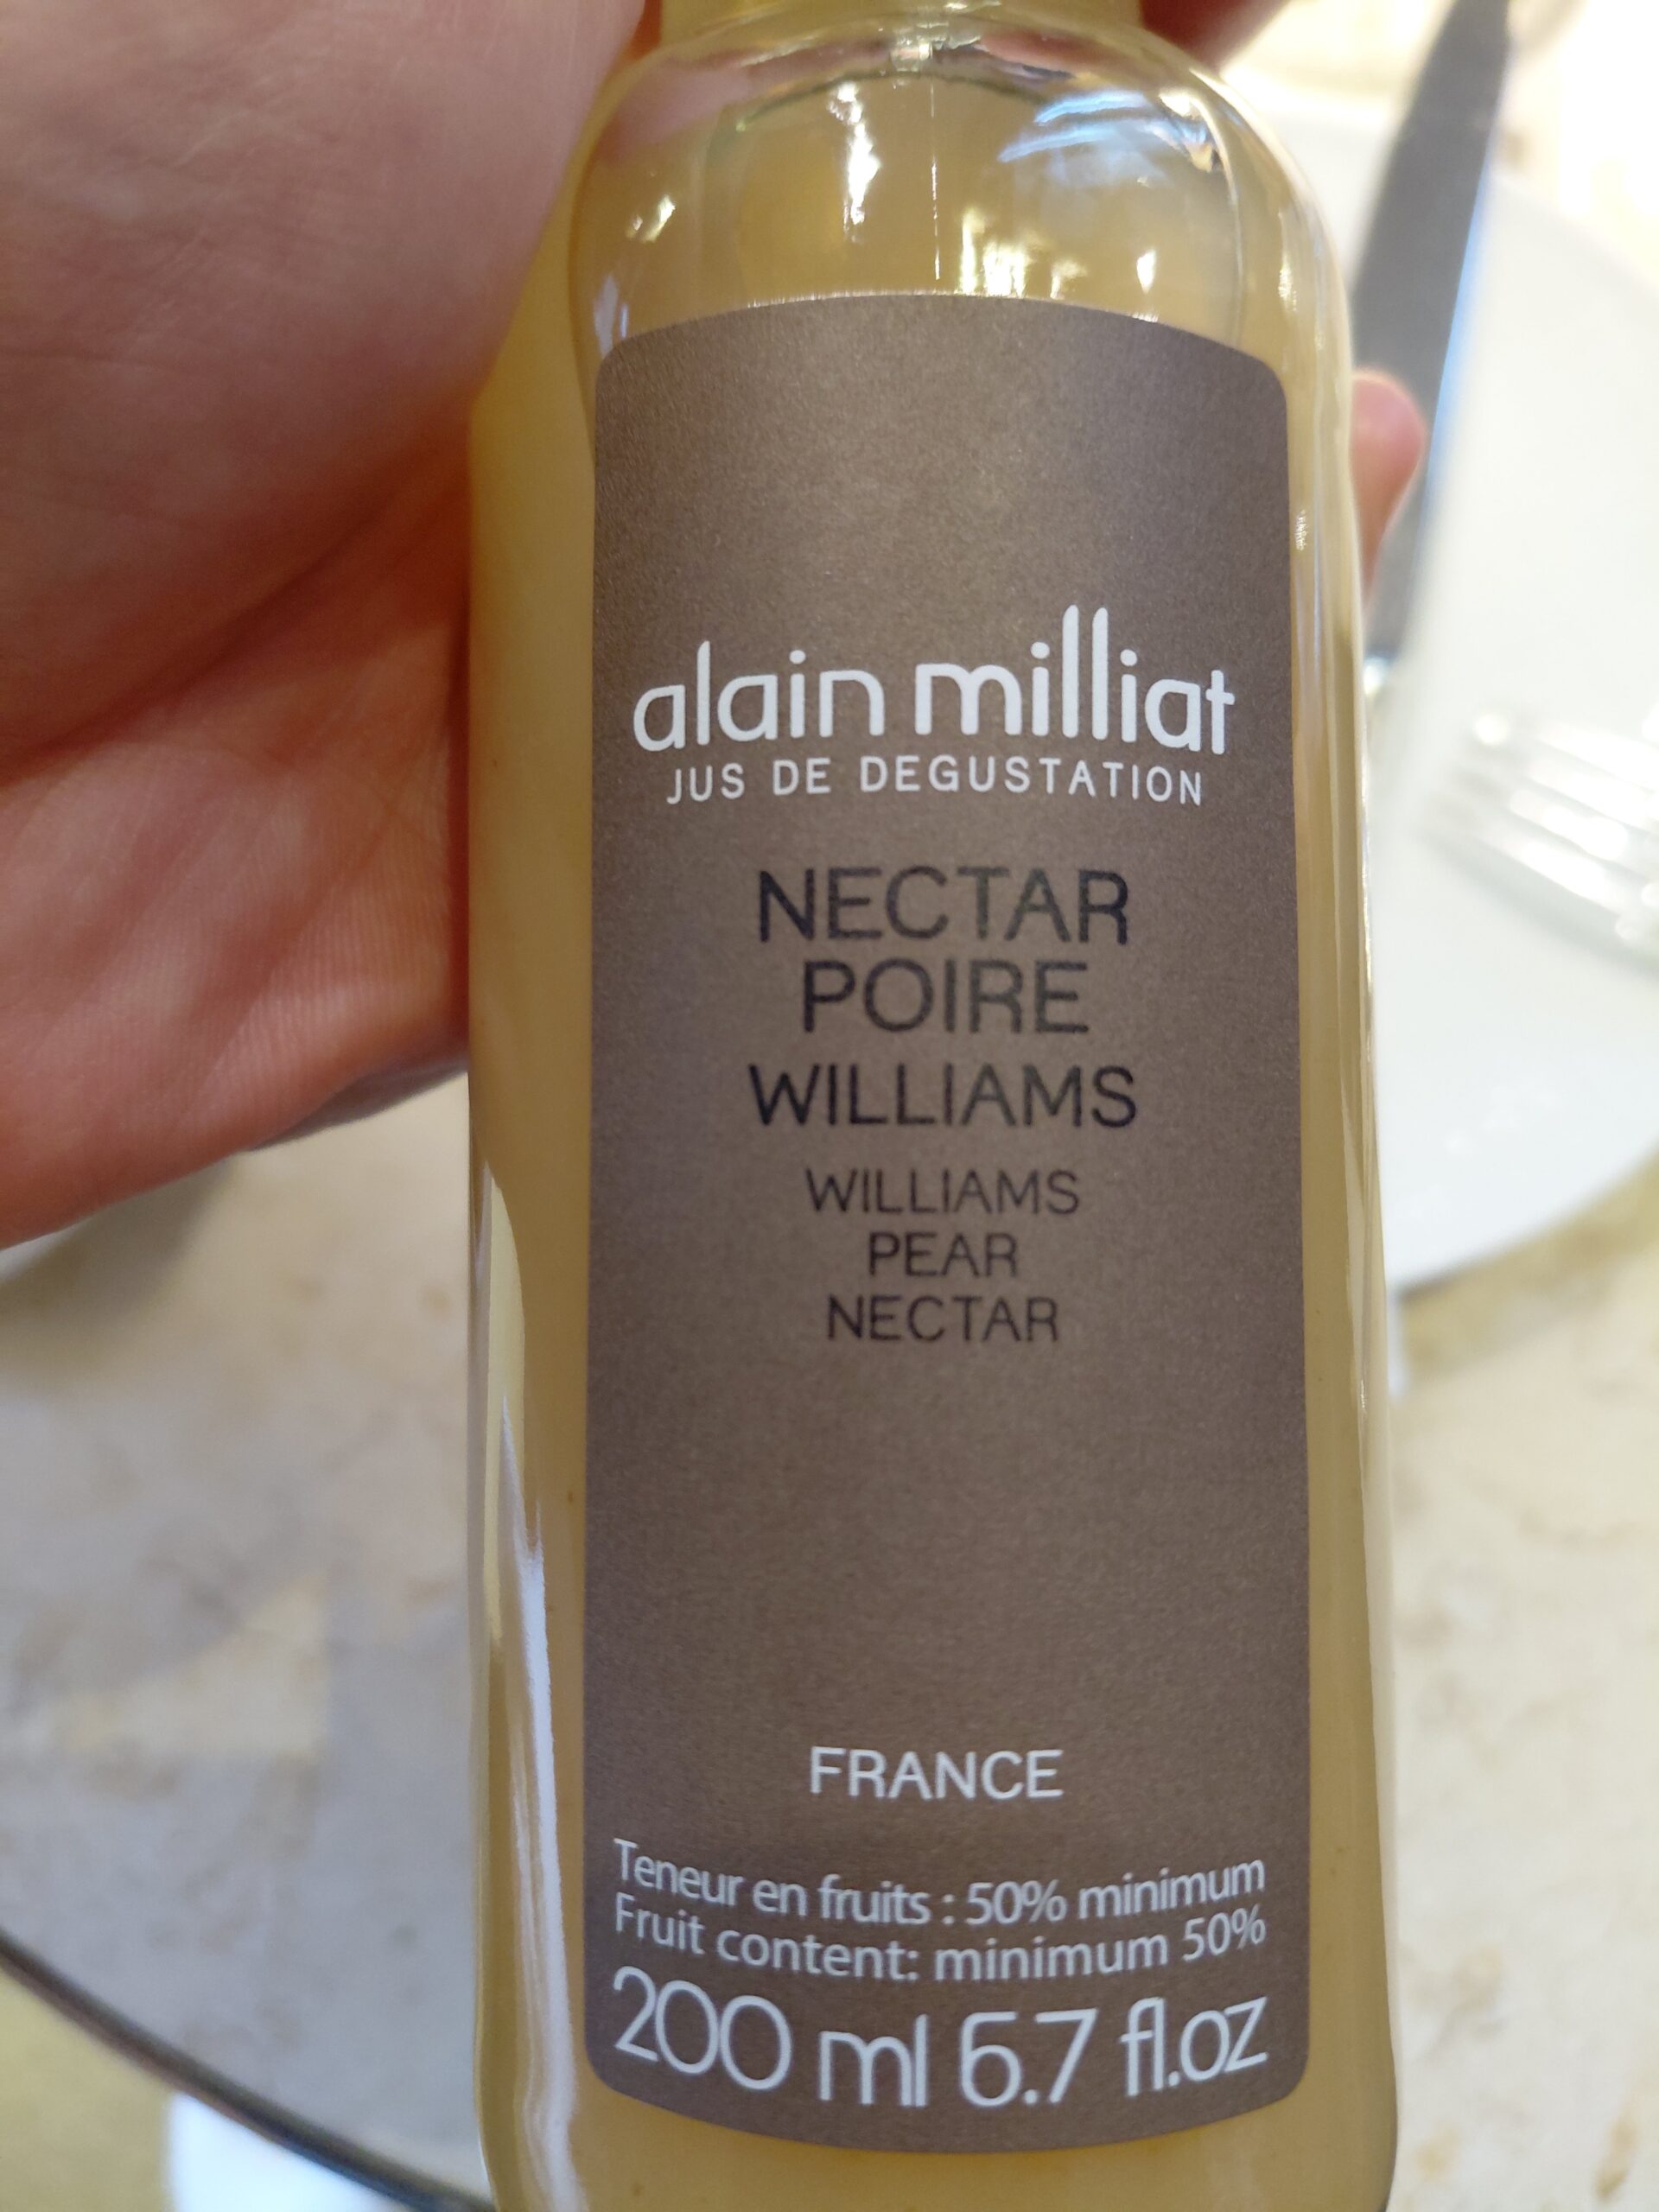 alain milliat
JUS DE DEGUSTATION
NECTAR
POIRE
WILLIAMS
WILLIAMS
PEAR
NECTAR
FRANCE
Teneur en fruits : 50% minimum
Fruit content: minimum 50%
200 ml 6.7 fl.oz